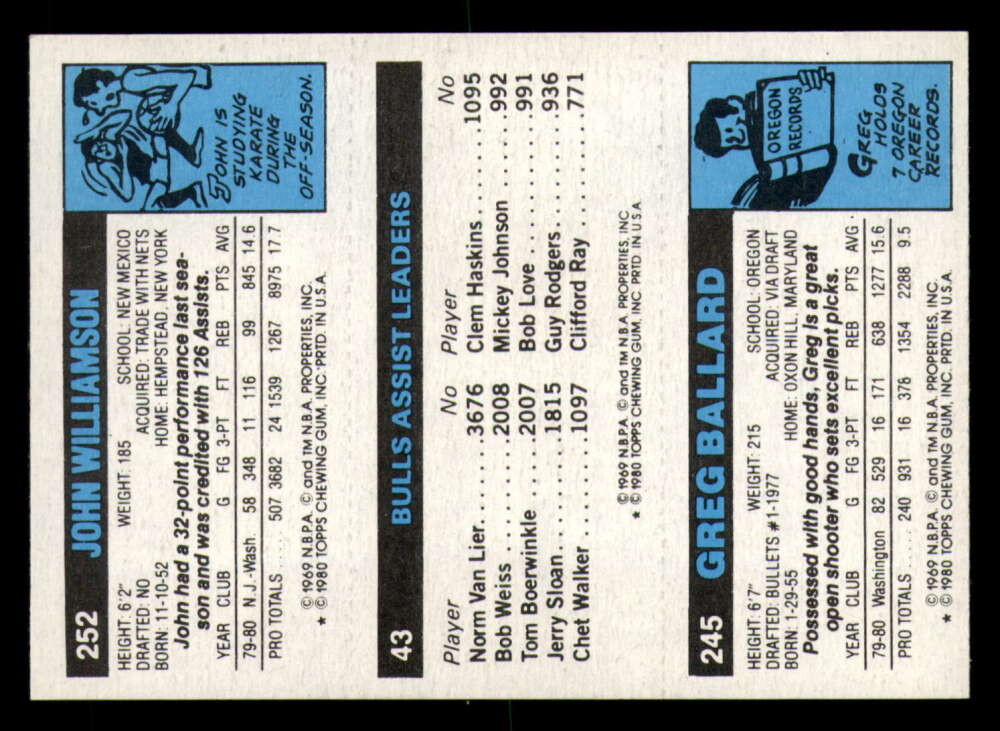 252 JOHN WILLIAMSON
HEIGHT: 6'2" WEIGHT: 185 SCHOOL: NEW MEXICO
DRAFTED: NO ACQUIRED: TRADE WITH NETS
BORN: 11-10-52 HOME: HEMPSTEAD, NEW YORK
John had a 32-point performance last sea-
son and was credited with 126 Assists.
YEAR CLUB G FG 3-PT FT REB PTS AVG
79-80 N.J.-Wash. 58 348 11 116 99 845 14.6
PRO TOTALS..... 507 3682 24 1539 1267 8975 17.7
© 1969 N.B.P.A. © and TM N.B.A. PROPERTIES, INC.
★ © 1980 TOPPS CHEWING GUM, INC. PRTD. IN U.S.A.
JOHN IS
STUDYING
KARATE
DURING
THE
OFF-SEASON.
43 BULLS ASSIST LEADERS
Player No Player No
Norm Van Lier......3676 Clem Haskins......1095
Bob Weiss.......2008 Mickey Johnson....992
Tom Boerwinkle....2007 Bob Love.........991
Jerry Sloan.......1815 Guy Rodgers.......936
Chet Walker.......1097 Clifford Ray.......771
© 1969 N.B.P.A. © and TM N.B.A. PROPERTIES, INC.
★ © 1980 TOPPS CHEWING GUM, INC. PRTD. IN U.S.A.
245 GREG BALLARD
HEIGHT: 6'7" WEIGHT: 215 SCHOOL: OREGON
DRAFTED: BULLETS #1-1977 ACQUIRED: VIA DRAFT
BORN: 1-29-55 HOME: OXON HILL, MARYLAND
Possessed with good hands, Greg is a great
open shooter who sets excellent picks.
YEAR CLUB G FG 3-PT FT REB PTS AVG.
79-80 Washington 82 529 16 171 638 1277 15.6
PRO TOTALS..... 240 931 16 376 1354 2288 9.5
© 1969 N.B.P.A. © and TM N.B.A. PROPERTIES, INC.
★ © 1980 TOPPS CHEWING GUM, INC. PRTD. IN U.S.A.
OREGON
RECORDS
GREG
HOLDS
7 OREGON
CAREER
RECORDS.